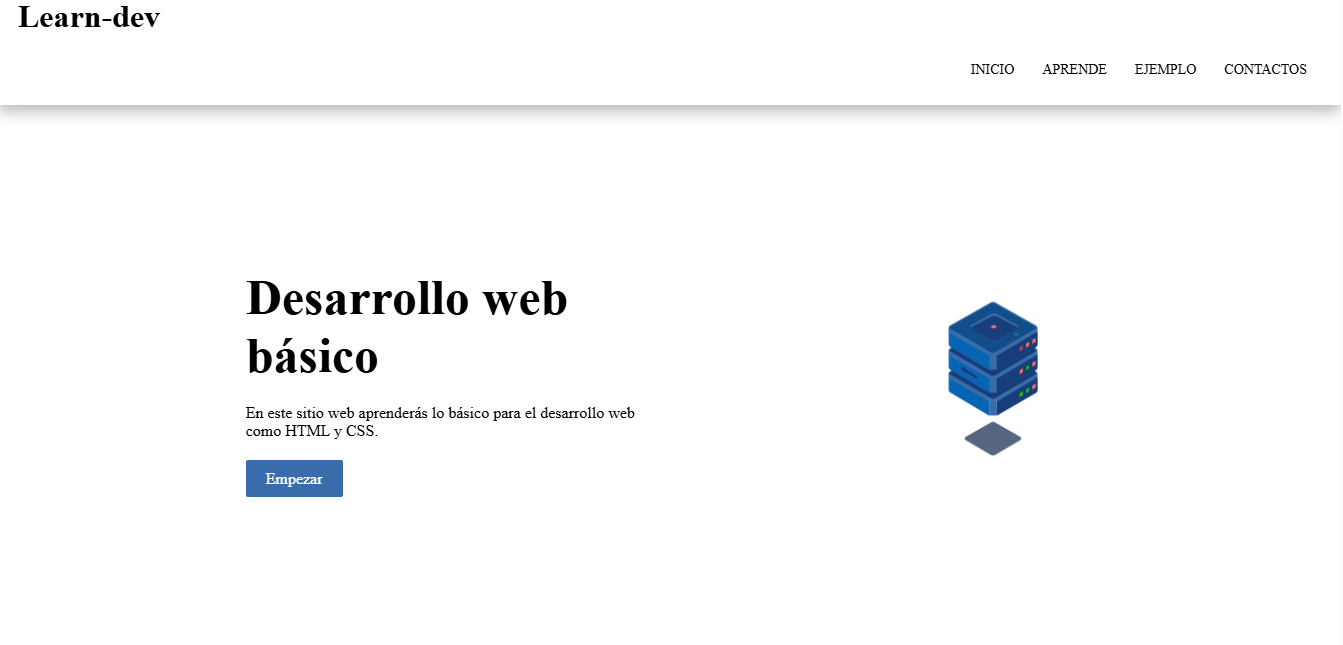 Learn-dev
INICIO APRENDE EJEMPLO CONTACTOS
Desarrollo web
básico
En este sitio web aprenderás lo básico para el desarrollo web
como HTML y CSS.
Empezar